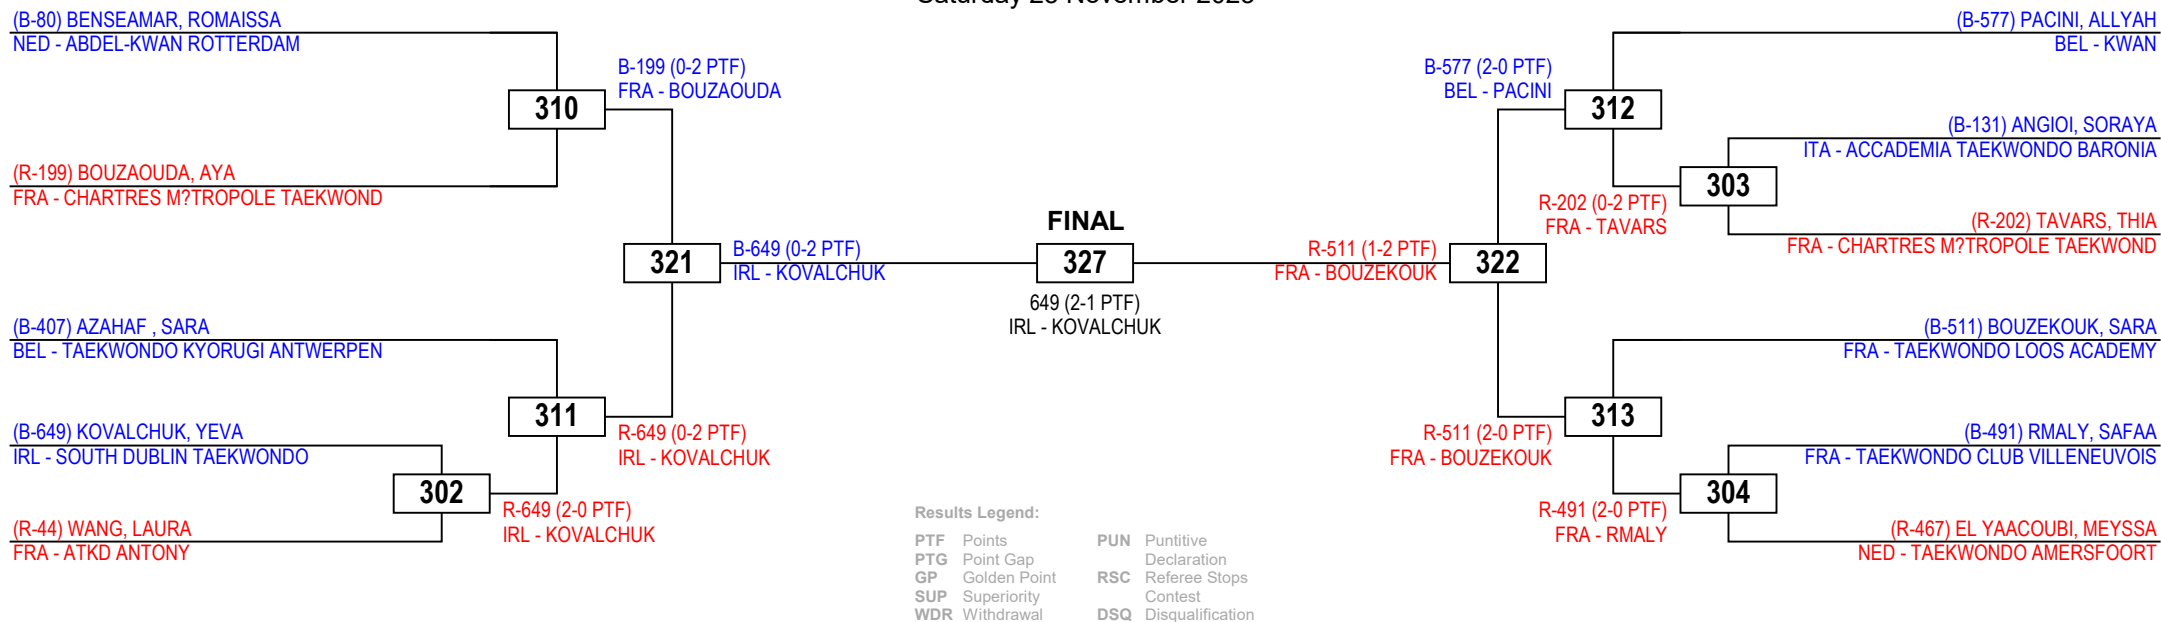 Saturday November
(B-80) BENSEAMAR, ROMAISSA
NED - ABDEL-KWAN ROTTERDAM
B-199 (0-2 PTF)
FRA - BOUZAOUDA
310
(R-199) BOUZAOUDA, AYA
FRA - CHARTRES M?TROPOLE TAEKWOND
321
B-649 (0-2 PTF)
IRL - KOVALCHUK
(B-407) AZAHAF , SARA
BEL - TAEKWONDO KYORUGI ANTWERPEN
311
R-649 (0-2 PTF)
IRL - KOVALCHUK
(B-649) KOVALCHUK, YEVA
IRL - SOUTH DUBLIN TAEKWONDO
302
R-649 (2-0 PTF)
IRL - KOVALCHUK
(R-44) WANG, LAURA
FRA - ATKD ANTONY
FINAL
327
649 (2-1 PTF)
IRL - KOVALCHUK
(B-577) PACINI, ALLYAH
BEL - KWAN
B-577 (2-0 PTF)
BEL - PACINI
312
(B-131) ANGIOI, SORAYA
ITA - ACCADEMIA TAEKWONDO BARONIA
303
R-202 (0-2 PTF)
FRA - TAVARS
(R-202) TAVARS, THIA
FRA - CHARTRES M?TROPOLE TAEKWOND
R-511 (1-2 PTF)
FRA - BOUZEKOUK
322
(B-511) BOUZEKOUK, SARA
FRA - TAEKWONDO LOOS ACADEMY
313
R-511 (2-0 PTF)
FRA - BOUZEKOUK
(B-491) RMALY, SAFAA
FRA - TAEKWONDO CLUB VILLENEUVOIS
304
R-491 (2-0 PTF)
FRA - RMALY
(R-467) EL YAACOUBI, MEYSSA
NED - TAEKWONDO AMERSFOORT
Results Legend:
PTF Points
PTG Point Gap
GP Golden Point
SUP Superiority
WDR Withdrawal
PUN Puntitive
Declaration
RSC Referee Stops
Contest
DSQ Disqualification